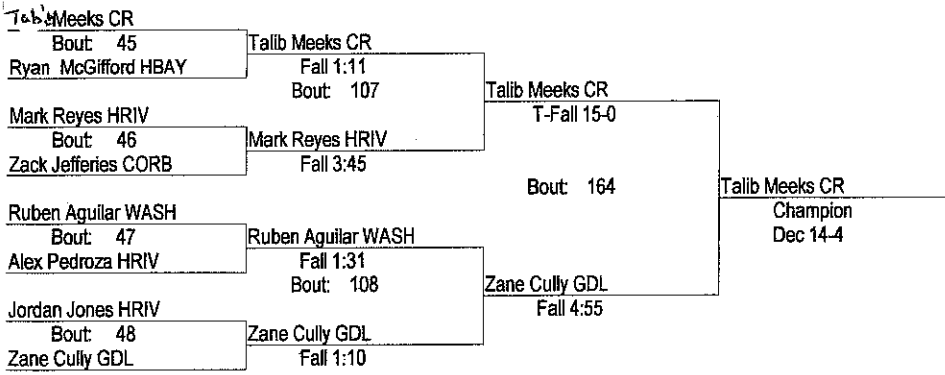 Meeks CR
Bout: 45
Ryan McGifford HBAY
Talib Meeks CR
Fall 1:11
Bout: 107
Mark Reyes HRIV
Bout: 46
Zack Jefferies CORB
Mark Reyes HRIV
Fall 3:45
Talib Meeks CR
T-Fall 15-0
Bout: 164
Ruben Aguilar WASH
Bout: 47
Alex Pedroza HRIV
Ruben Aguilar WASH
Fall 1:31
Bout: 108
Jordan Jones HRIV
Bout: 48
Zane Cully GDL
Zane Cully GDL
Fall 1:10
Zane Cully GDL
Fall 4:55
Talib Meeks CR
Champion
Dec 14-4